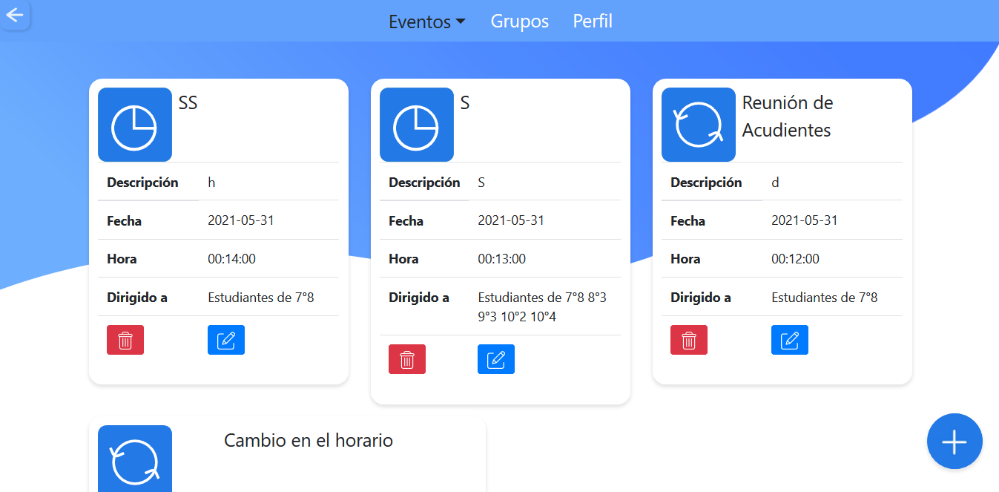 Eventos Grupos Perfil
SS
Descripción h
Fecha 2021-05-31
Hora 00:14:00
Dirigido a Estudiantes de 7°8
S
Descripción S
Fecha 2021-05-31
Hora 00:13:00
Dirigido a Estudiantes de 7°8 8°3
9°3 10°2 10°4
Reunión de
Acudientes
Descripción d
Fecha 2021-05-31
Hora 00:12:00
Dirigido a Estudiantes de 7°8
Cambio en el horario